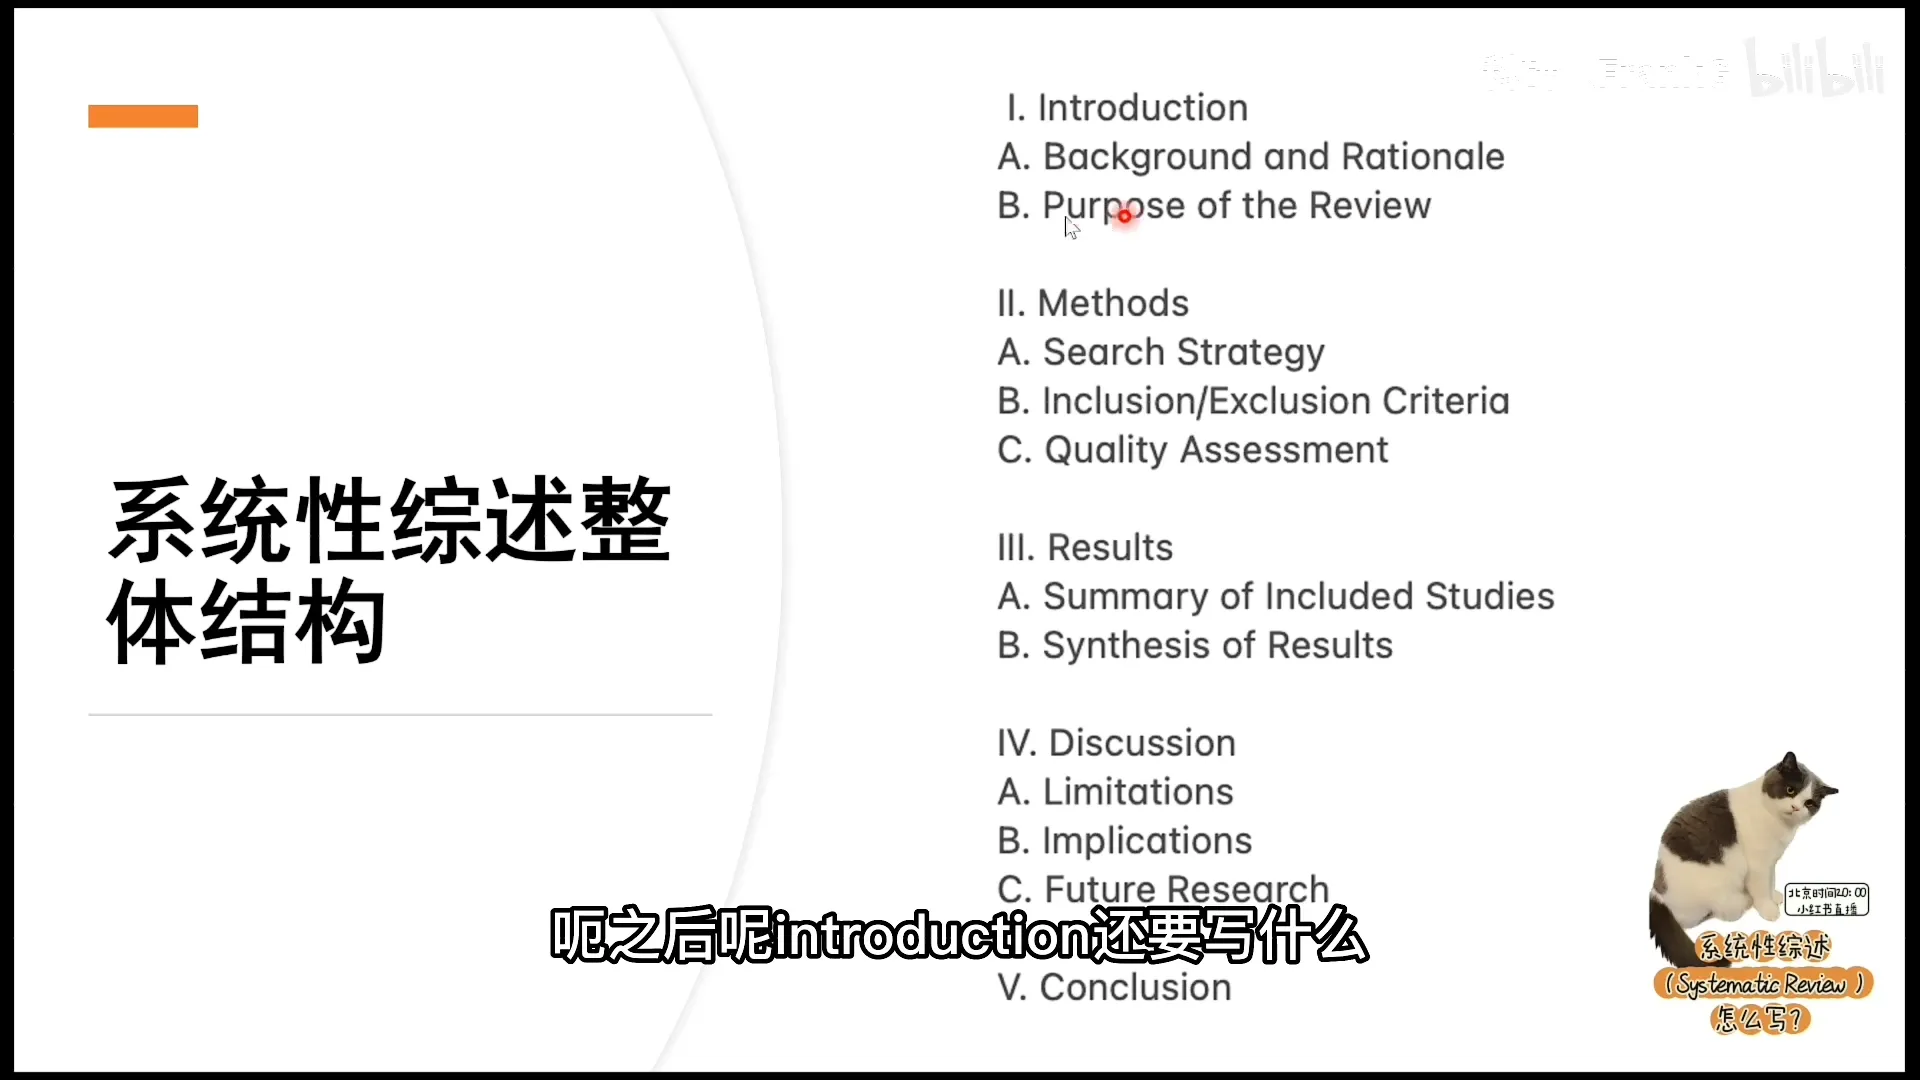 bilibili
I. Introduction
A. Background and Rationale
B. Purpose of the Review
II. Methods
A. Search Strategy
B. Inclusion/Exclusion Criteria
C. Quality Assessment
系统性综述整
体结构
III. Results
A. Summary of Included Studies
B. Synthesis of Results
IV. Discussion
A. Limitations
B. Implications
C. Future Research
呃之后呢introduction还要写什么
V. Conclusion
北京时间20:00
小红书直播
系统性综述
（Systematic Review）
怎么写?